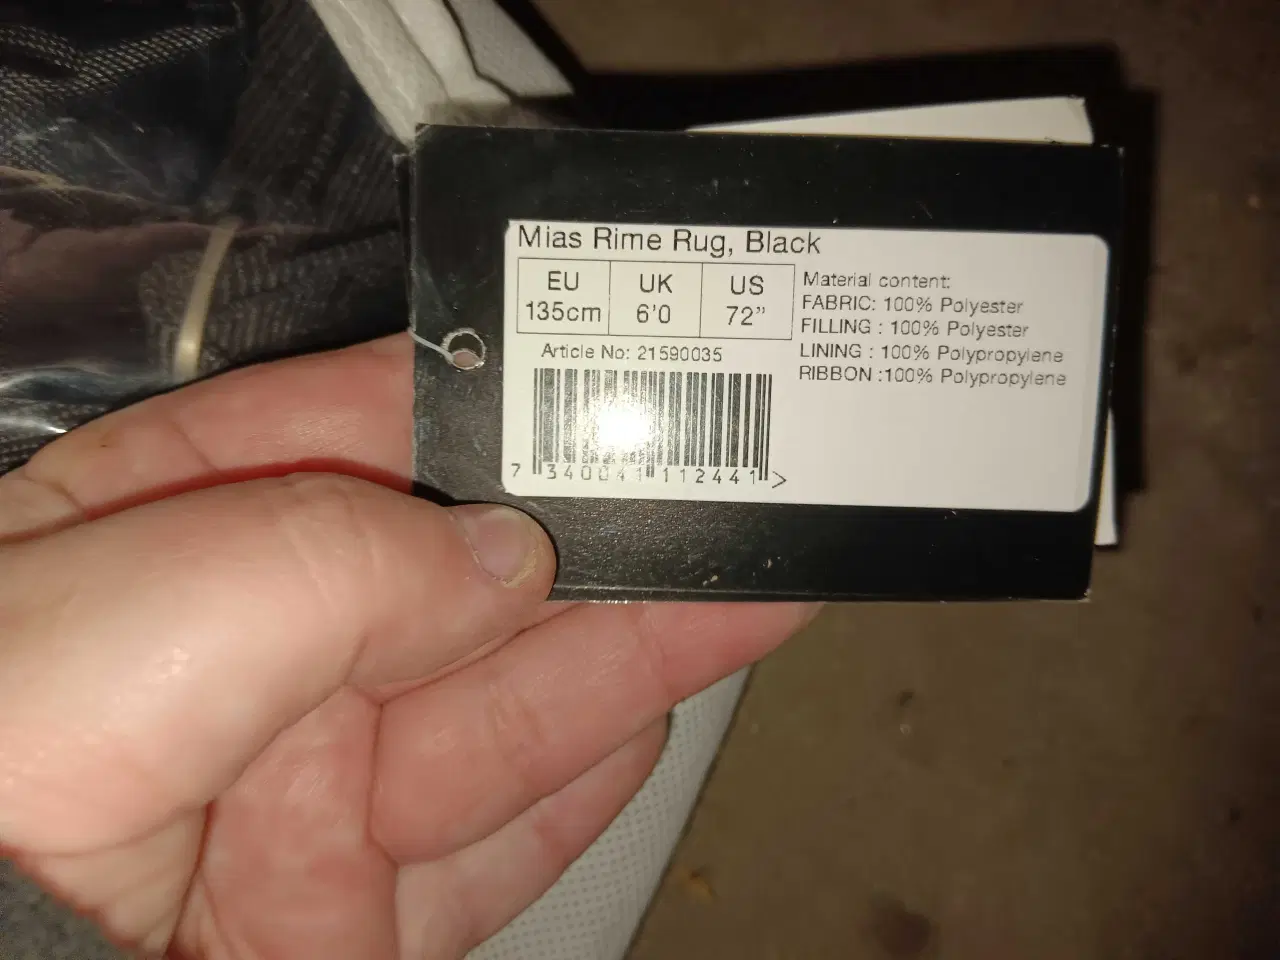 Mias Rime Rug, Black
EU UK US
135cm 6'0 72”
Article No: 21590035
7 340041 112441 >
Material content:
FABRIC: 100% Polyester
FILLING : 100% Polyester
LINING : 100% Polypropylene
RIBBON :100% Polypropylene